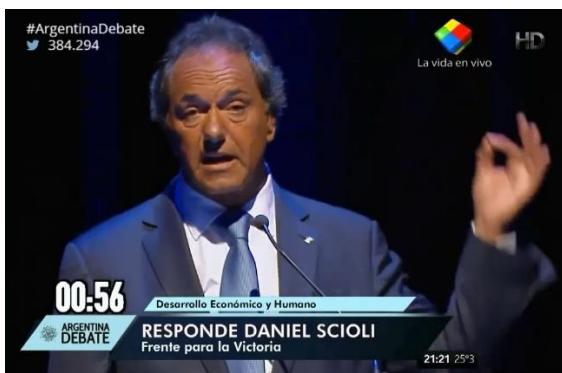 #ArgentinaDebate
384.294
La vida en vivo
HD
00:56
Desarrollo Económico y Humano
ARGENTINA
DEBATE
RESPONDE DANIEL SCIOLI
Frente para la Victoria
21:21 25°3